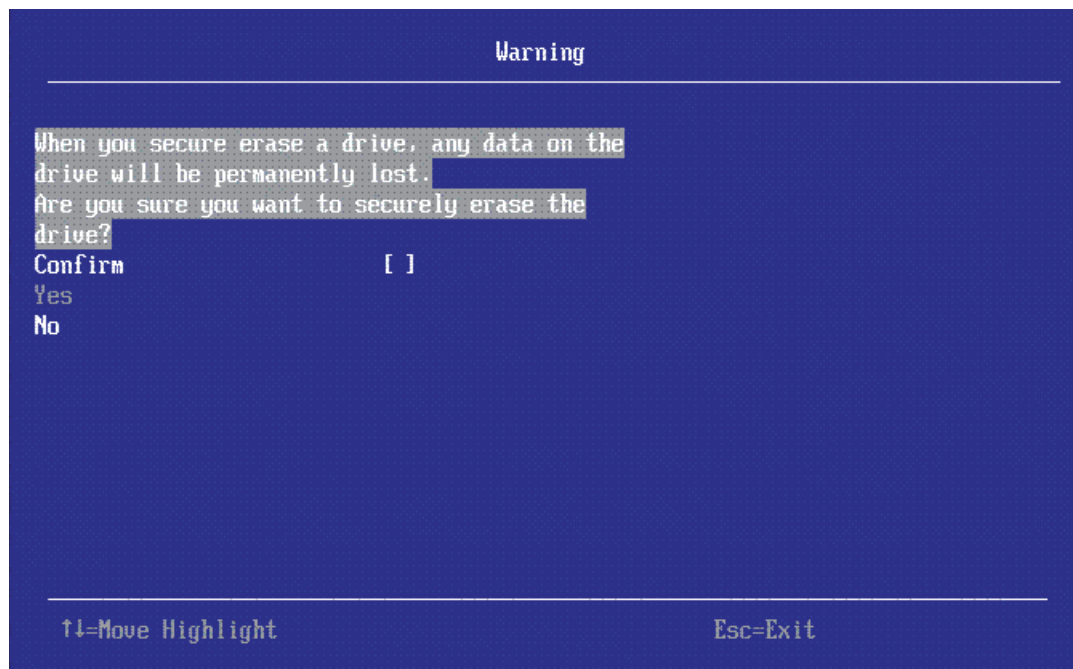 Warning
When you secure erase a drive, any data on the
drive will be permanently lost.
Are you sure you want to securely erase the
drive?
Confirm [ ]
Yes
No
↑↓=Move Highlight Esc=Exit